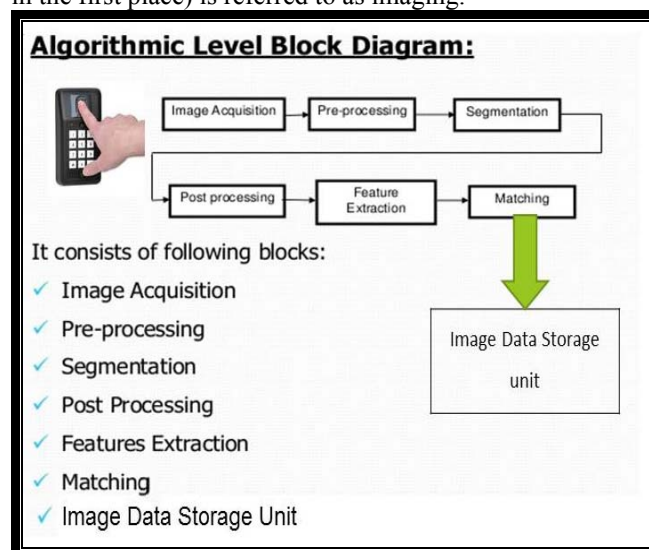 in the first place) is referred to as imaging.
Algorithmic Level Block Diagram:
Image Acquisition
Pre-processing
Segmentation
Post processing
Feature
Extraction
Matching
It consists of following blocks:
✓ Image Acquisition
✓ Pre-processing
✓ Segmentation
✓ Post Processing
✓ Features Extraction
✓ Matching
✓ Image Data Storage Unit
Image Data Storage
unit